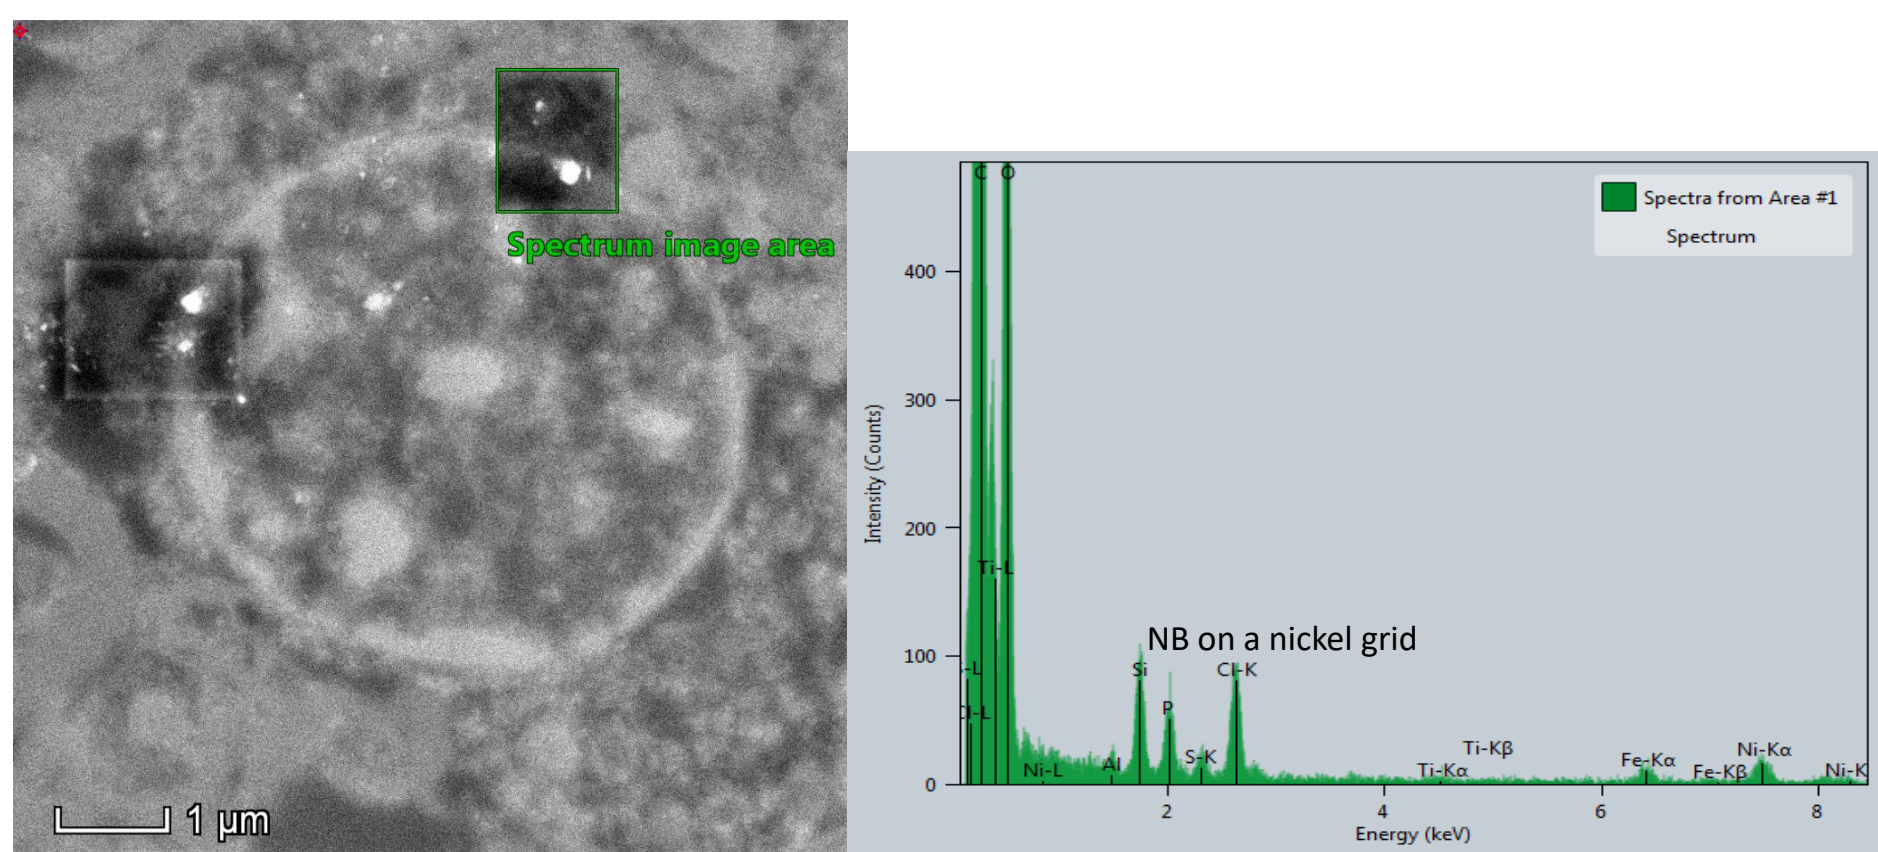 Spectrum image area
1 μm
C O
Spectra from Area #1
Spectrum
400
300
200
100
0
Intensity (Counts)
Ti-L
-L
Cl-L
NB on a nickel grid
Si
Cl-K
P
S-K
Ni-L
Al
Ti-Kα
Ti-Kβ
Fe-Kα
Fe-Kβ
Ni-Kα
Ni-K
2 4 6 8
Energy (keV)